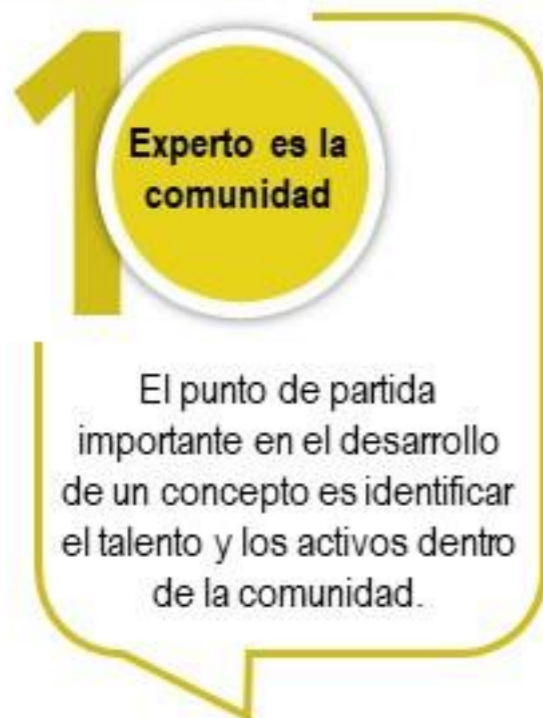 1
Experto es la
comunidad
El punto de partida
importante en el desarrollo
de un concepto es identificar
el talento y los activos dentro
de la comunidad.